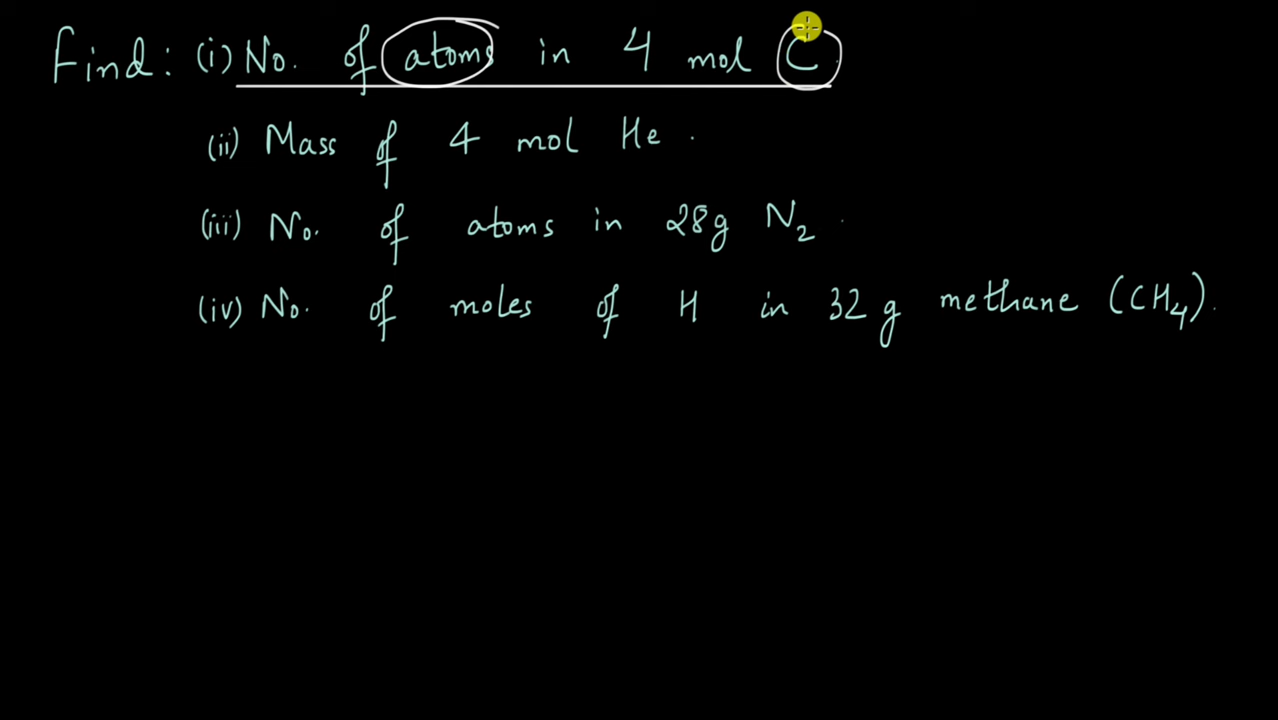 Find: (i) No. of atoms in 4 mol C.
(ii) Mass of 4 mol He.
(iii) No. of atoms in 28g N₂.
(iv) No. of moles of H in 32 g methane (CH₄).